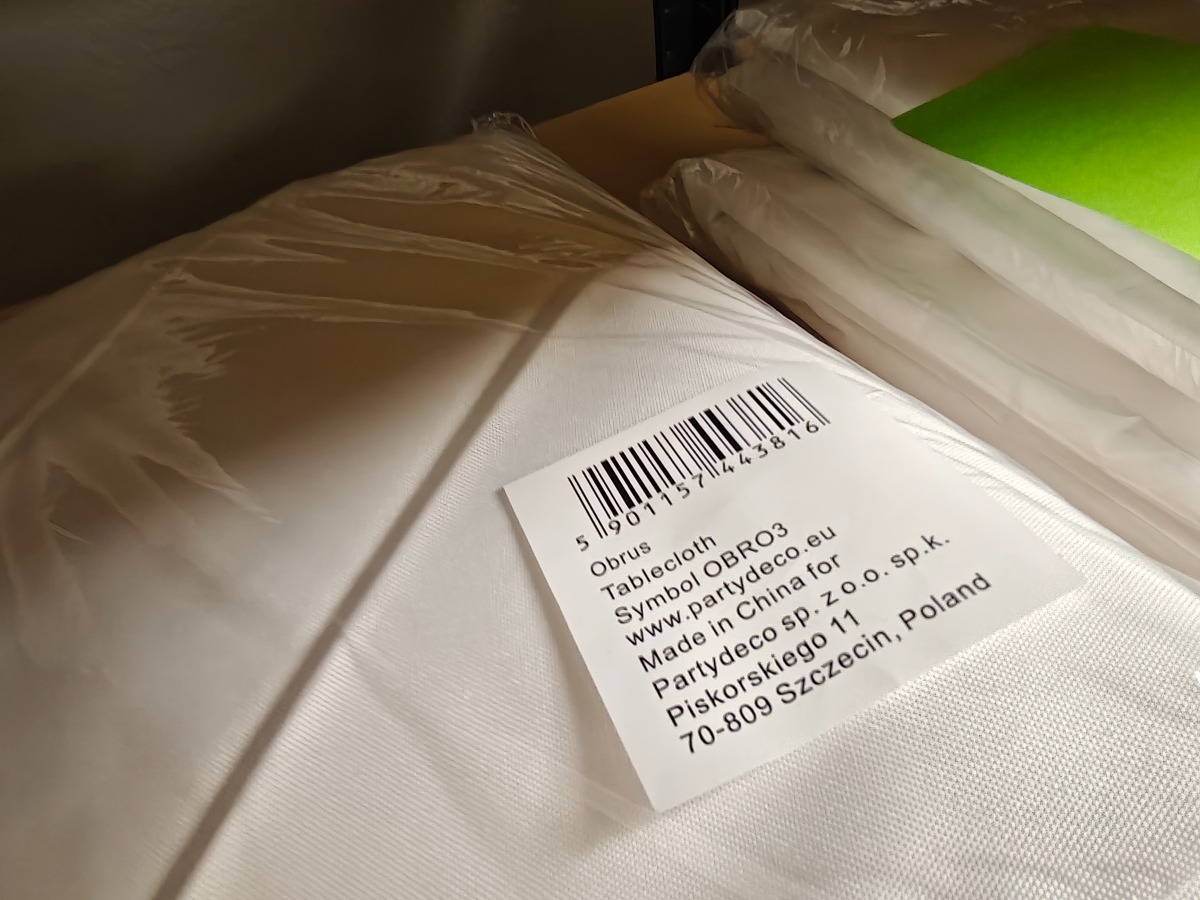 5 901157 443816
Obrus
Tablecloth
Symbol OBRO3
www.partydeco.eu
Made in China for
Partydeco sp. z o.o. sp.k.
Piskorskiego 11
70-809 Szczecin, Poland